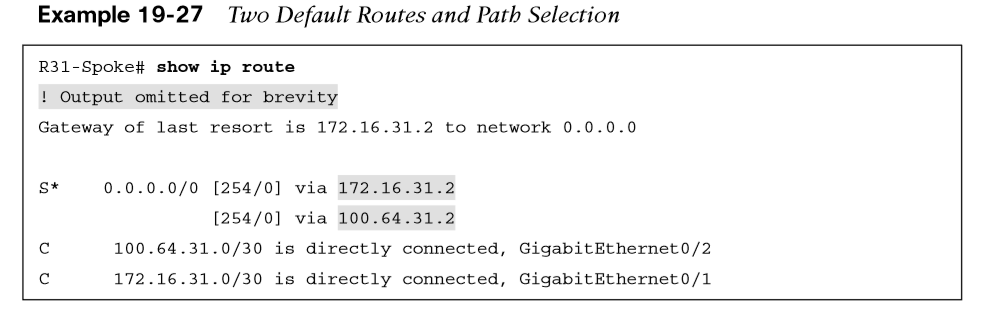 Example 19-27 Two Default Routes and Path Selection
R31-Spoke# show ip route
! Output omitted for brevity
Gateway of last resort is 172.16.31.2 to network 0.0.0.0
S* 0.0.0.0/0 [254/0] via 172.16.31.2
[254/0] via 100.64.31.2
C 100.64.31.0/30 is directly connected, GigabitEthernet0/2
C 172.16.31.0/30 is directly connected, GigabitEthernet0/1